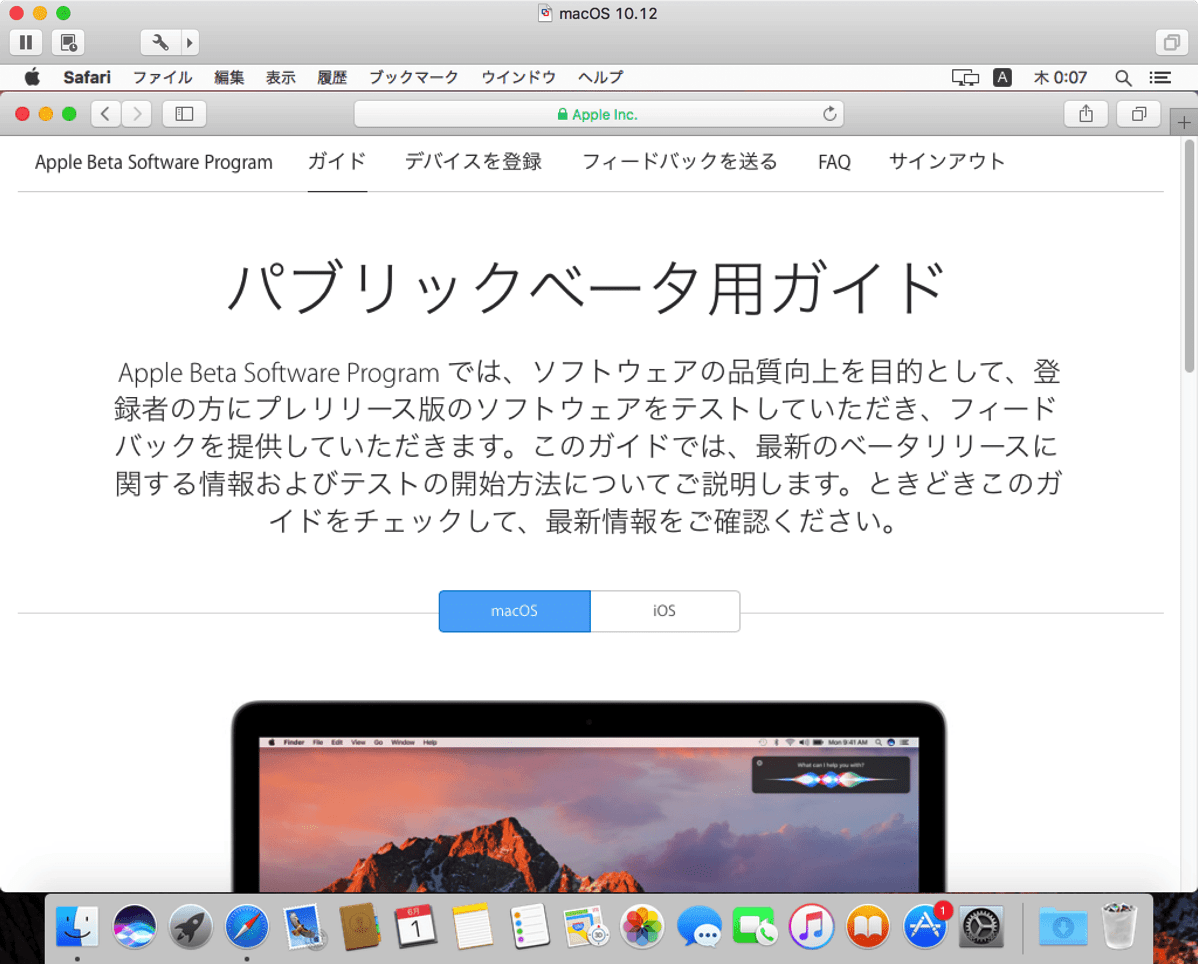 macOS 10.12
Safari ファイル 編集 表示 履歴 ブックマーク ウインドウ ヘルプ A 木 0:07
Apple Inc.
Apple Beta Software Program ガイド デバイスを登録 フィードバックを送る FAQ サインアウト
パブリックベータ用ガイド
Apple Beta Software Program では、ソフトウェアの品質向上を目的として、登
録者の方にプレリリース版のソフトウェアをテストしていただき、フィード
バックを提供していただきます。このガイドでは、最新のベータリリースに
関する情報およびテストの開始方法についてご説明します。ときどきこのガ
イドをチェックして、最新情報をご確認ください。
macOS iOS
Finder File Edit View Go Window Help Mon 9:41 AM
What can I help you with?
6月
1
3D
1